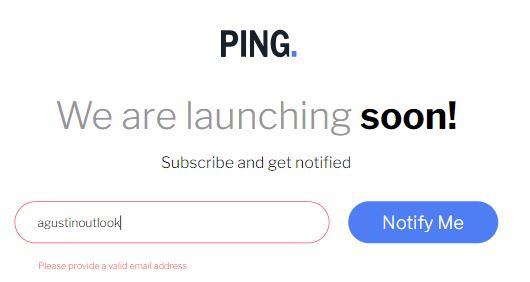 PING.
We are launching soon!
Subscribe and get notified
agustinoutlook
Notify Me
Please provide a valid email address